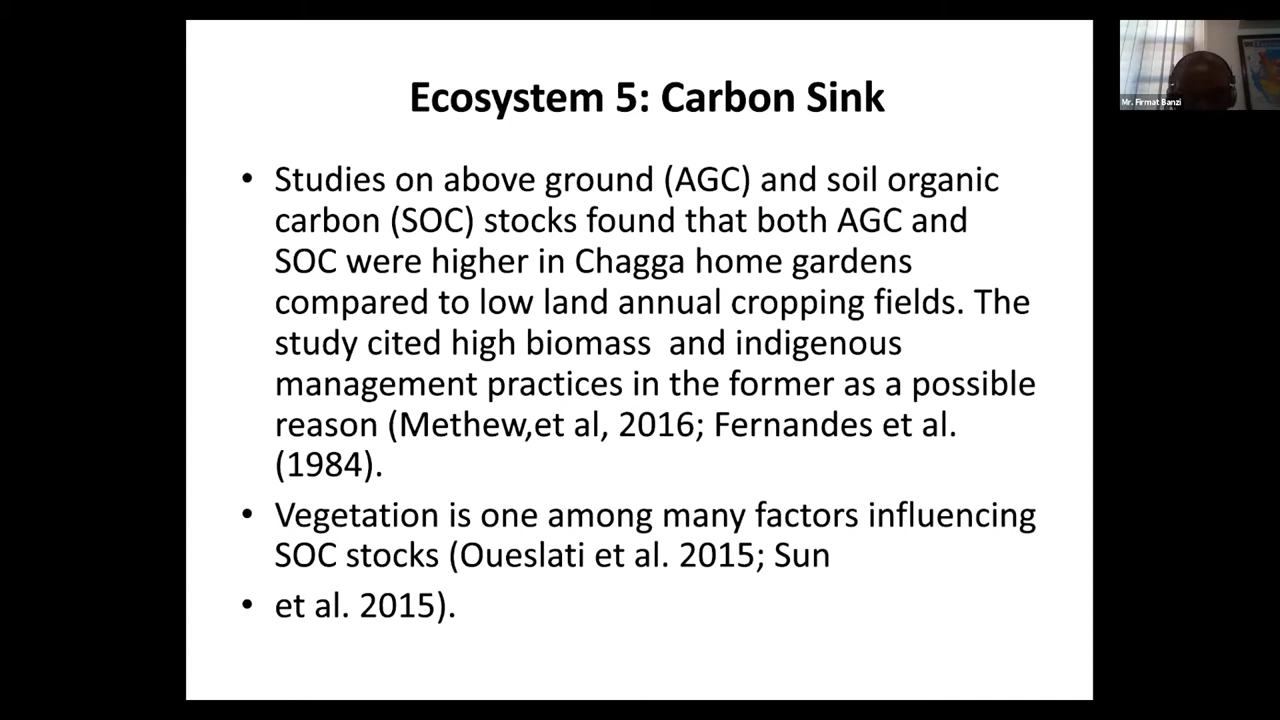 Ecosystem 5: Carbon Sink
• Studies on above ground (AGC) and soil organic
carbon (SOC) stocks found that both AGC and
SOC were higher in Chagga home gardens
compared to low land annual cropping fields. The
study cited high biomass  and indigenous
management practices in the former as a possible
reason (Methew,et al, 2016; Fernandes et al.
(1984).
• Vegetation is one among many factors influencing
SOC stocks (Oueslati et al. 2015; Sun
• et al. 2015).
Mr. Firmat Banzi